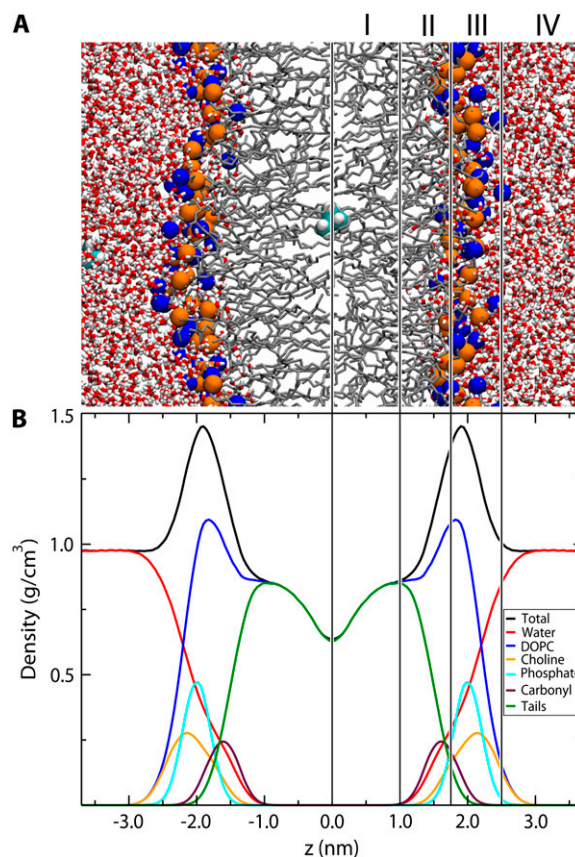 A I II III IV
B
1.5
1.0
0.5
Density (g/cm³)
Total
Water
DOPC
Choline
Phosphate
Carbonyl
Tails
-3.0 -2.0 -1.0 0.0 1.0 2.0 3.0
z (nm)